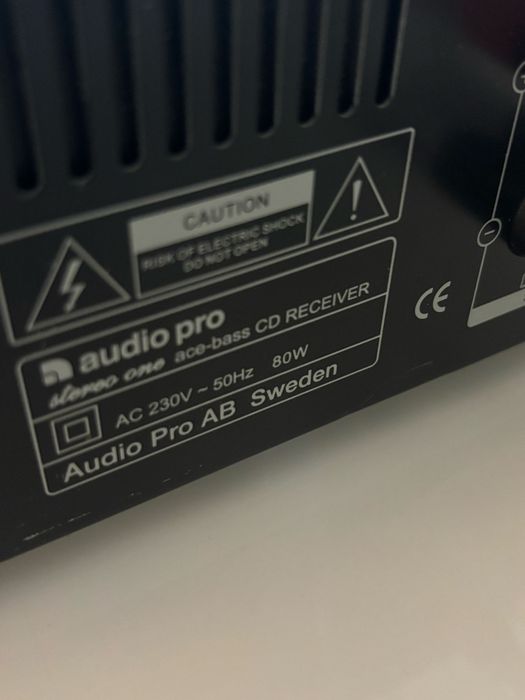 CAUTION
RISK OF ELECTRIC SHOCK
DO NOT OPEN
audio pro
stereo one ace-bass CD RECEIVER
AC 230V ~ 50Hz 80W
Audio Pro AB Sweden
CE